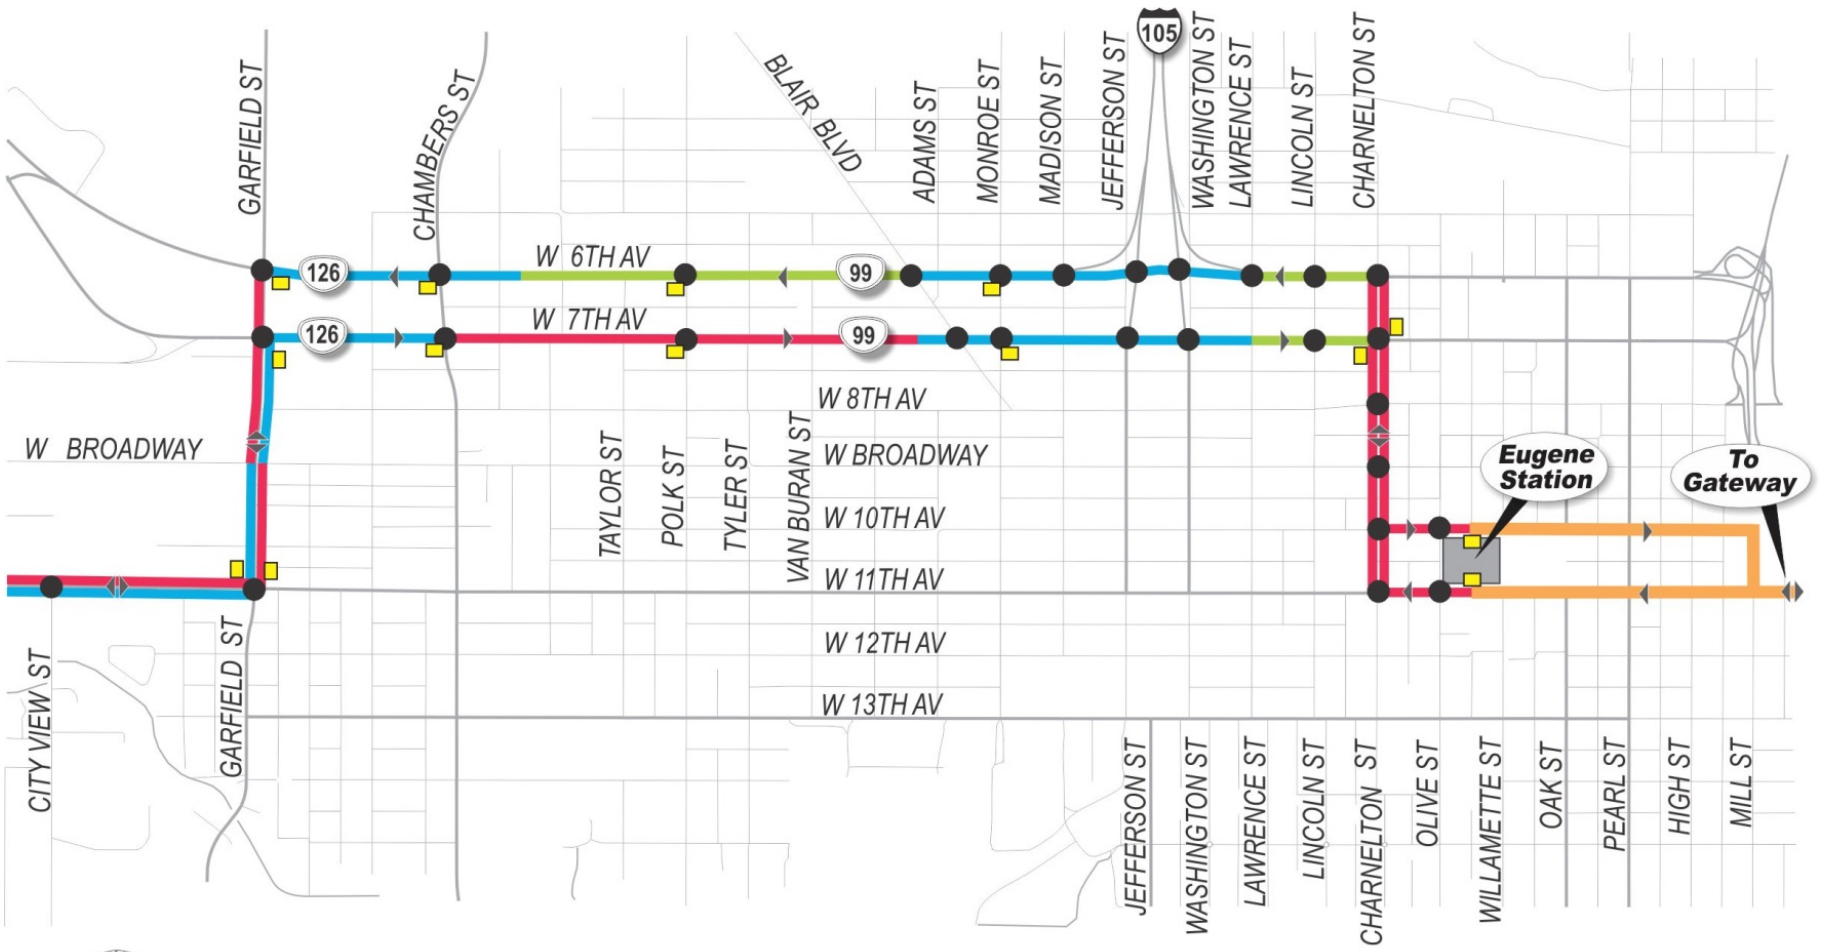 GARFIELD ST
CHAMBERS ST
BLAIR BLVD
ADAMS ST
MONROE ST
MADISON ST
JEFFERSON ST
105
WASHINGTON ST
LAWRENCE ST
LINCOLN ST
CHARNELTON ST
126
W 6TH AV
99
126
W 7TH AV
99
W 8TH AV
W BROADWAY
W BROADWAY
TAYLOR ST
POLK ST
TYLER ST
VAN BURAN ST
W 10TH AV
W 11TH AV
W 12TH AV
W 13TH AV
Eugene
Station
To
Gateway
CITY VIEW ST
GARFIELD ST
JEFFERSON ST
WASHINGTON ST
LAWRENCE ST
LINCOLN ST
CHARNELTON ST
OLIVE ST
WILLAMETTE ST
OAK ST
PEARL ST
HIGH ST
MILL ST